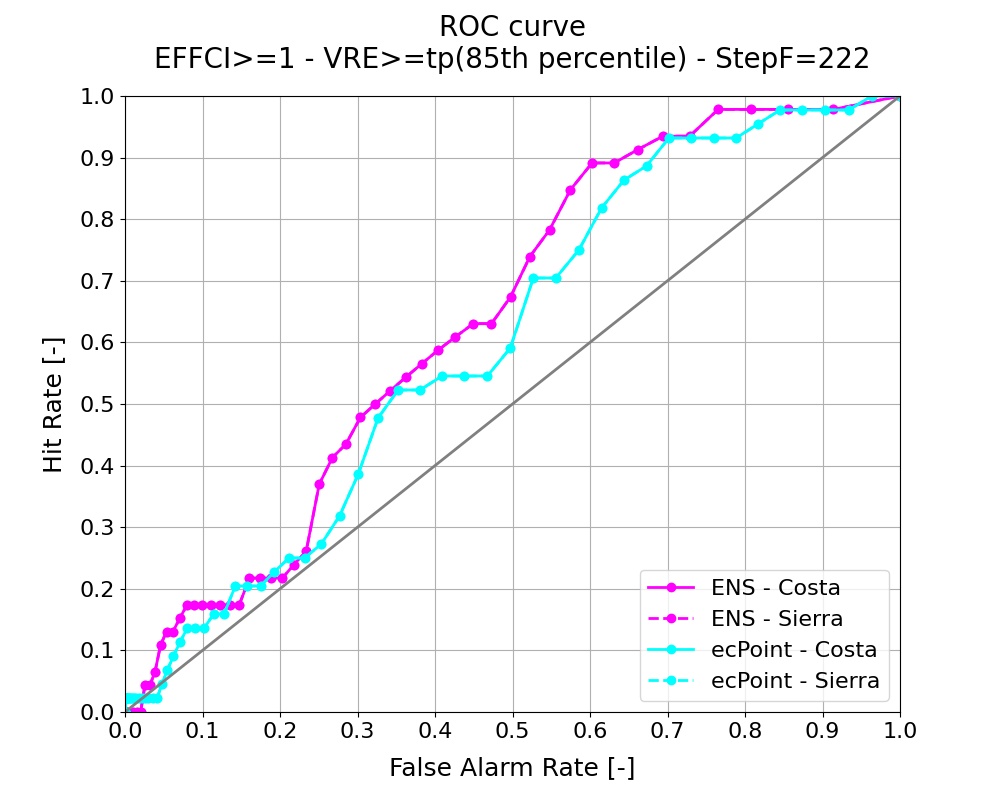 ROC curve
EFFCI>=1 - VRE>=tp(85th percentile) - StepF=222
1.0
0.9
0.8
0.7
0.6
0.5
0.4
0.3
0.2
0.1
0.0
Hit Rate [-]
ENS - Costa
ENS - Sierra
ecPoint - Costa
ecPoint - Sierra
0.0 0.1 0.2 0.3 0.4 0.5 0.6 0.7 0.8 0.9 1.0
False Alarm Rate [-]